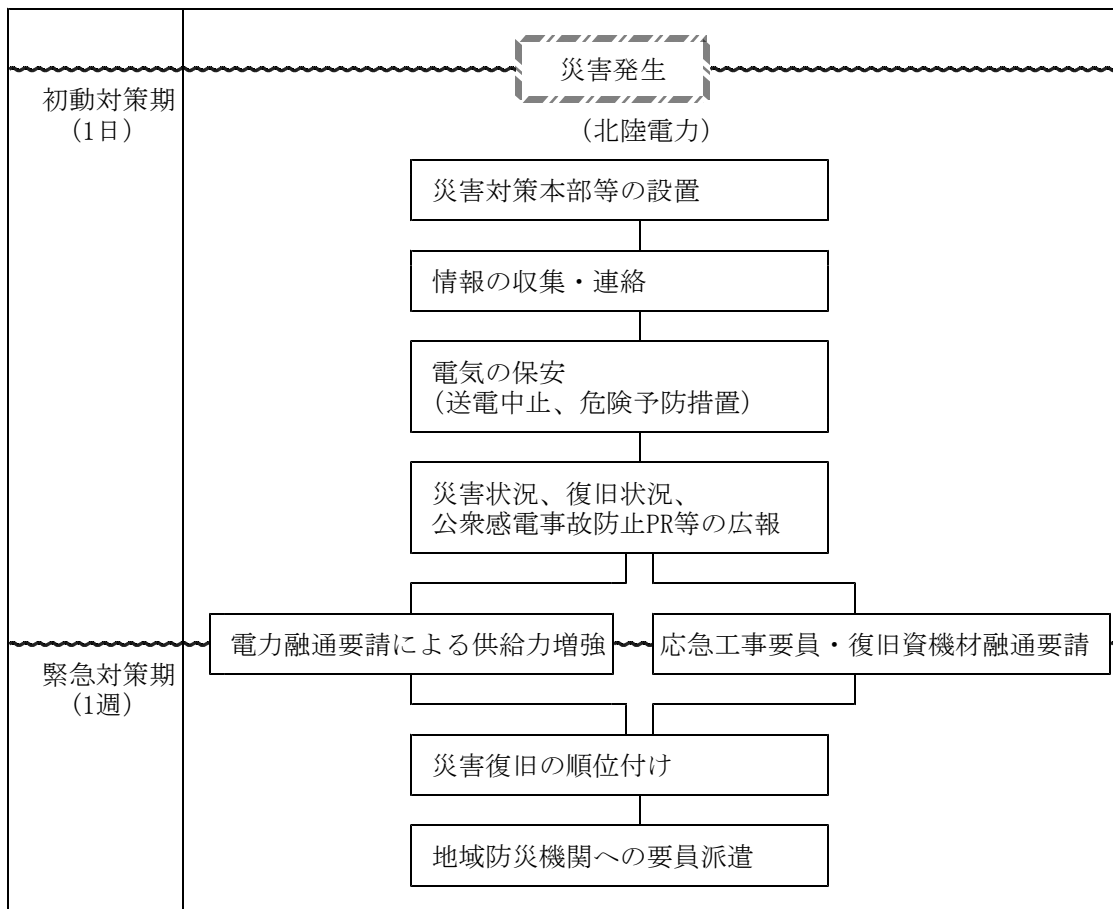 災害発生
初動対策期
(1日)
(北陸電力)
災害対策本部等の設置
情報の収集・連絡
電気の保安
(送電中止、危険予防措置)
災害状況、復旧状況、
公衆感電事故防止PR等の広報
電力融通要請による供給力増強
応急工事要員・復旧資機材融通要請
緊急対策期
(1週)
災害復旧の順位付け
地域防災機関への要員派遣